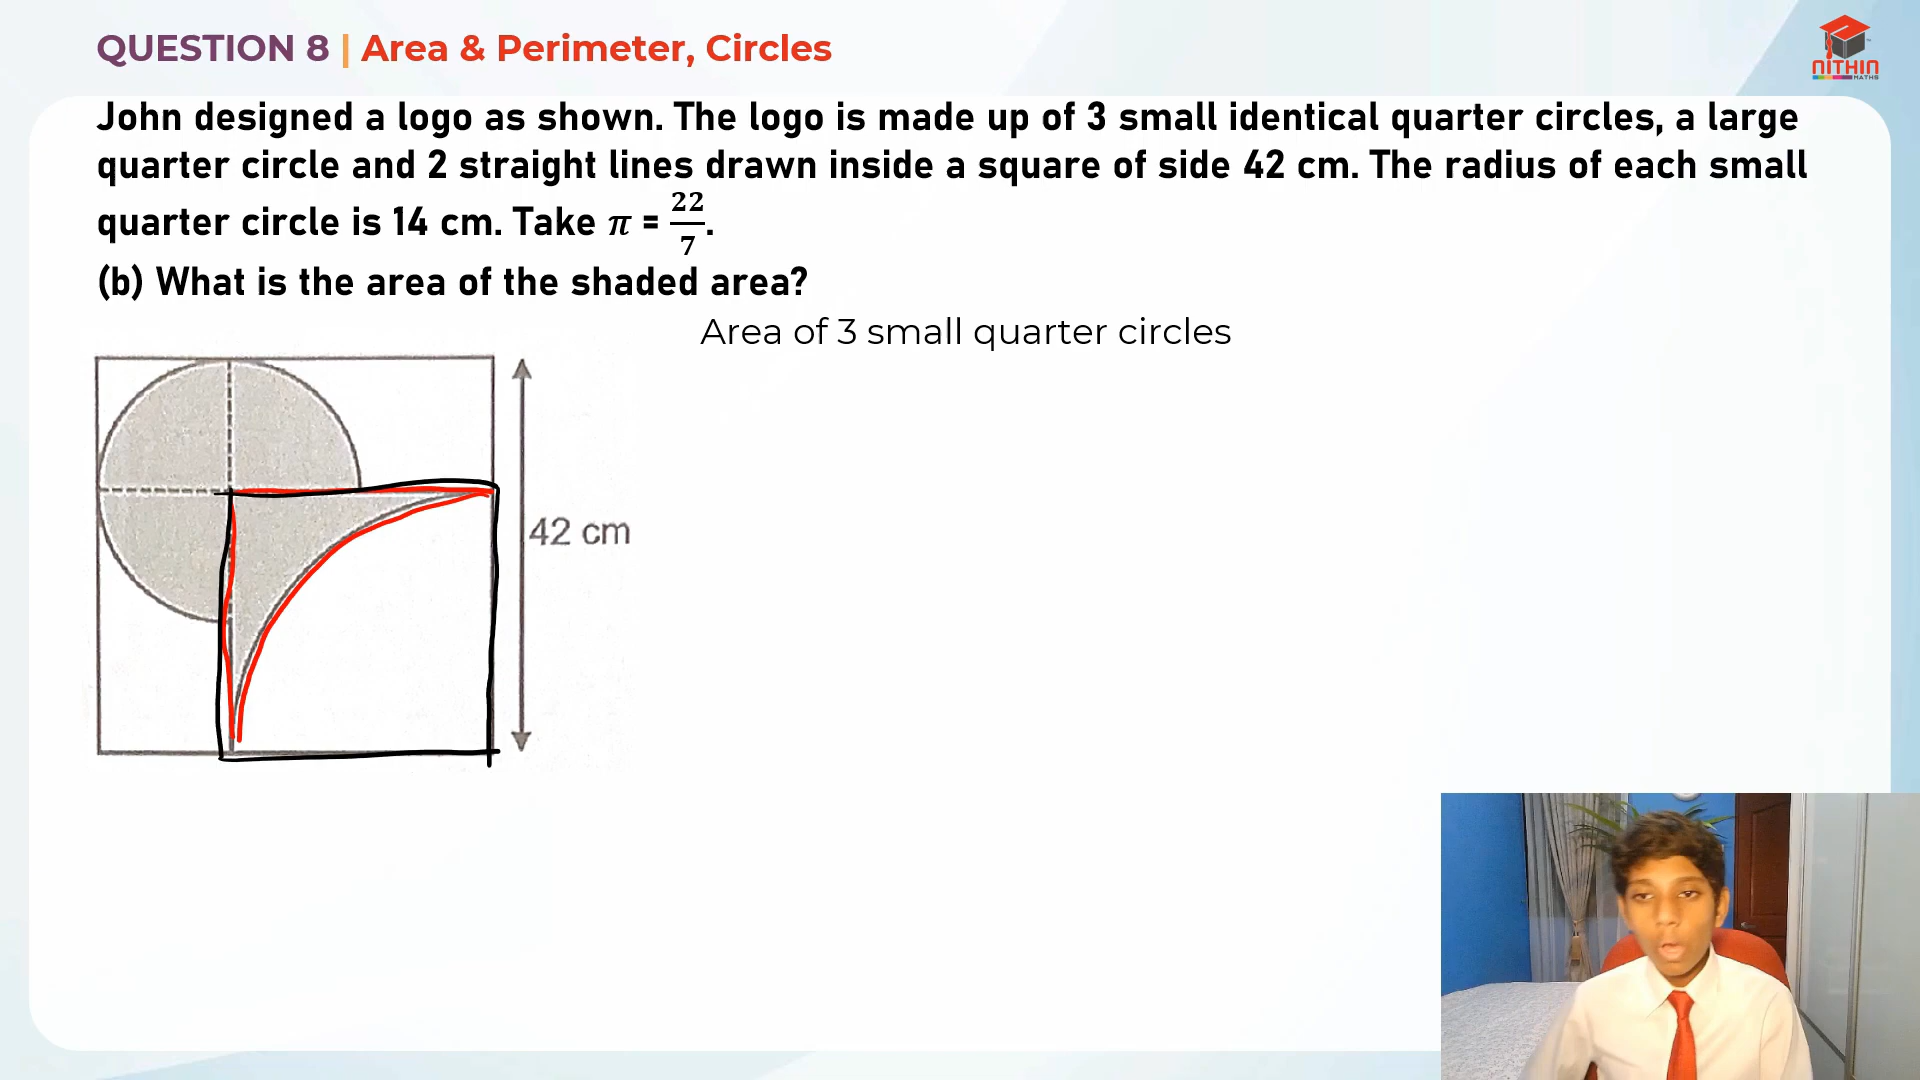 QUESTION 8 | Area & Perimeter, Circles
NITHIN
MATHS
John designed a logo as shown. The logo is made up of 3 small identical quarter circles, a large
quarter circle and 2 straight lines drawn inside a square of side 42 cm. The radius of each small
quarter circle is 14 cm. Take π = 22/7.
(b) What is the area of the shaded area?
Area of 3 small quarter circles
42 cm